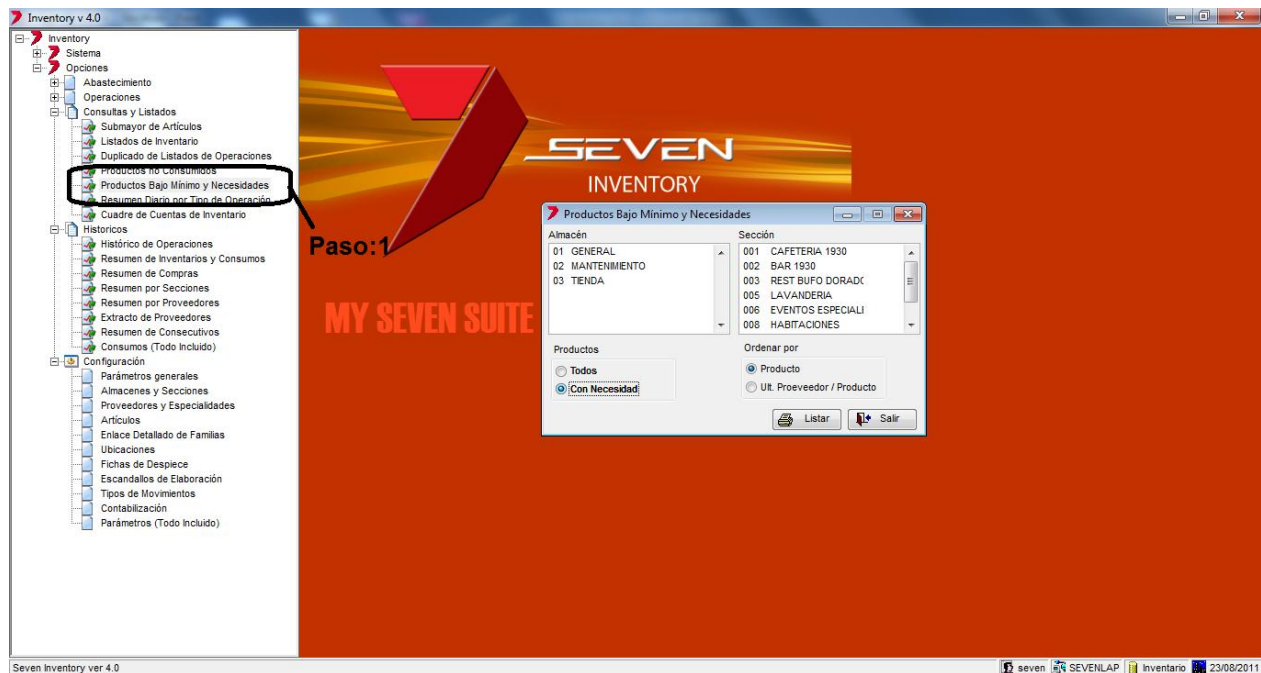 Inventory v 4.0
Inventory
Sistema
Opciones
Abastecimiento
Operaciones
Consultas y Listados
Submayor de Artículos
Listados de Inventario
Duplicado de Listados de Operaciones
Productos no Consumidos
Productos Bajo Mínimo y Necesidades
Resumen Diario por Tipo de Operación
Cuadre de Cuentas de Inventario
Historicos
Histórico de Operaciones
Resumen de Inventarios y Consumos
Resumen de Compras
Resumen por Secciones
Resumen por Proveedores
Extracto de Proveedores
Resumen de Consecutivos
Consumos (Todo Incluido)
Configuración
Parámetros generales
Almacenes y Secciones
Proveedores y Especialidades
Artículos
Enlace Detallado de Familias
Ubicaciones
Fichas de Despiece
Escandallos de Elaboración
Tipos de Movimientos
Contabilización
Parámetros (Todo Incluido)
Paso:1
SEVEN
INVENTORY
MY SEVEN SUITE
Productos Bajo Mínimo y Necesidades
Almacén
01 GENERAL
02 MANTENIMIENTO
03 TIENDA
Sección
001 CAFETERIA 1930
002 BAR 1930
003 REST BUFO DORADO
005 LAVANDERIA
006 EVENTOS ESPECIALI
008 HABITACIONES
Productos
Todos
Con Necesidad
Ordenar por
Producto
Ult. Proeveedor / Producto
Listar
Salir
Seven Inventory ver 4.0
seven
SEVENLAP
Inventario
23/08/2011